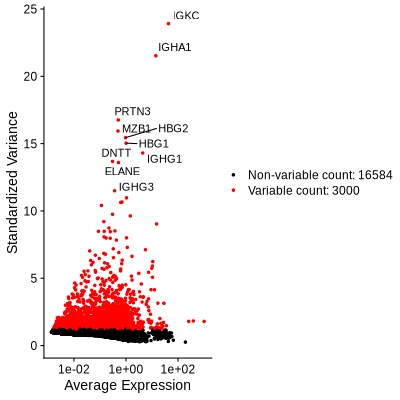 25
IGKC
IGHA1
20
PRTN3
MZB1
HBG2
15
HBG1
DNTT
IGHG1
ELANE
IGHG3
10
5
0
Standardized Variance
Non-variable count: 16584
Variable count: 3000
1e-02 1e+00 1e+02
Average Expression